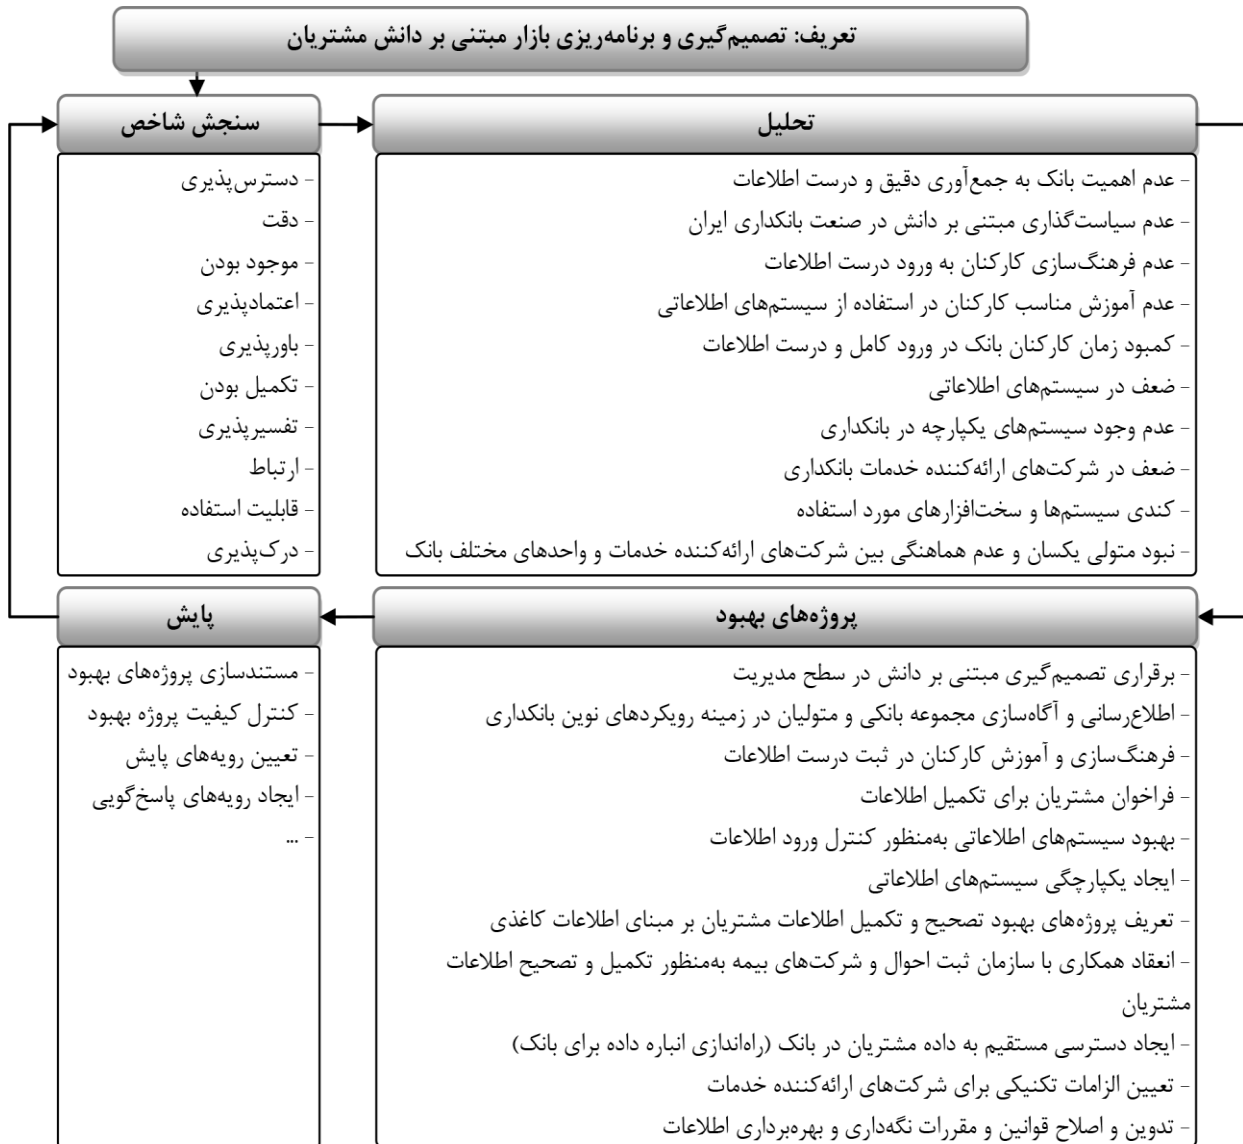 تعریف: تصمیم‌گیری و برنامه‌ریزی بازار مبتنی بر دانش مشتریان
سنجش شاخص
- دسترس‌پذیری
- دقت
- موجود بودن
- اعتمادپذیری
- باورپذیری
- تکمیل بودن
- تفسیرپذیری
- ارتباط
- قابلیت استفاده
- درک‌پذیری
تحلیل
- عدم اهمیت بانک به جمع‌آوری دقیق و درست اطلاعات
- عدم سیاست‌گذاری مبتنی بر دانش در صنعت بانکداری ایران
- عدم فرهنگ‌سازی کارکنان به ورود درست اطلاعات
- عدم آموزش مناسب کارکنان در استفاده از سیستم‌های اطلاعاتی
- کمبود زمان کارکنان بانک در ورود کامل و درست اطلاعات
- ضعف در سیستم‌های اطلاعاتی
- عدم وجود سیستم‌های یکپارچه در بانکداری
- ضعف در شرکت‌های ارائه‌کننده خدمات بانکداری
- کندی سیستم‌ها و سخت‌افزارهای مورد استفاده
- نبود متولی یکسان و عدم هماهنگی بین شرکت‌های ارائه‌کننده خدمات و واحدهای مختلف بانک
پروژه‌های بهبود
- برقراری تصمیم‌گیری مبتنی بر دانش در سطح مدیریت
- اطلاع‌رسانی و آگاه‌سازی مجموعه بانکی و متولیان در زمینه رویکردهای نوین بانکداری
- فرهنگ‌سازی و آموزش کارکنان در ثبت درست اطلاعات
- فراخوان مشتریان برای تکمیل اطلاعات
- بهبود سیستم‌های اطلاعاتی به‌منظور کنترل ورود اطلاعات
- ایجاد یکپارچگی سیستم‌های اطلاعاتی
- تعریف پروژه‌های بهبود تصحیح و تکمیل اطلاعات مشتریان بر مبنای اطلاعات کاغذی
- انعقاد همکاری با سازمان ثبت احوال و شرکت‌های بیمه به‌منظور تکمیل و تصحیح اطلاعات
مشتریان
- ایجاد دسترسی مستقیم به داده مشتریان در بانک (راه‌اندازی انباره داده برای بانک)
- تعیین الزامات تکنیکی برای شرکت‌های ارائه‌کننده خدمات
- تدوین و اصلاح قوانین و مقررات نگه‌داری و بهره‌برداری اطلاعات
پایش
- مستندسازی پروژه‌های بهبود
- کنترل کیفیت پروژه بهبود
- تعیین رویه‌های پایش
- ایجاد رویه‌های پاسخ‌گویی
- ...